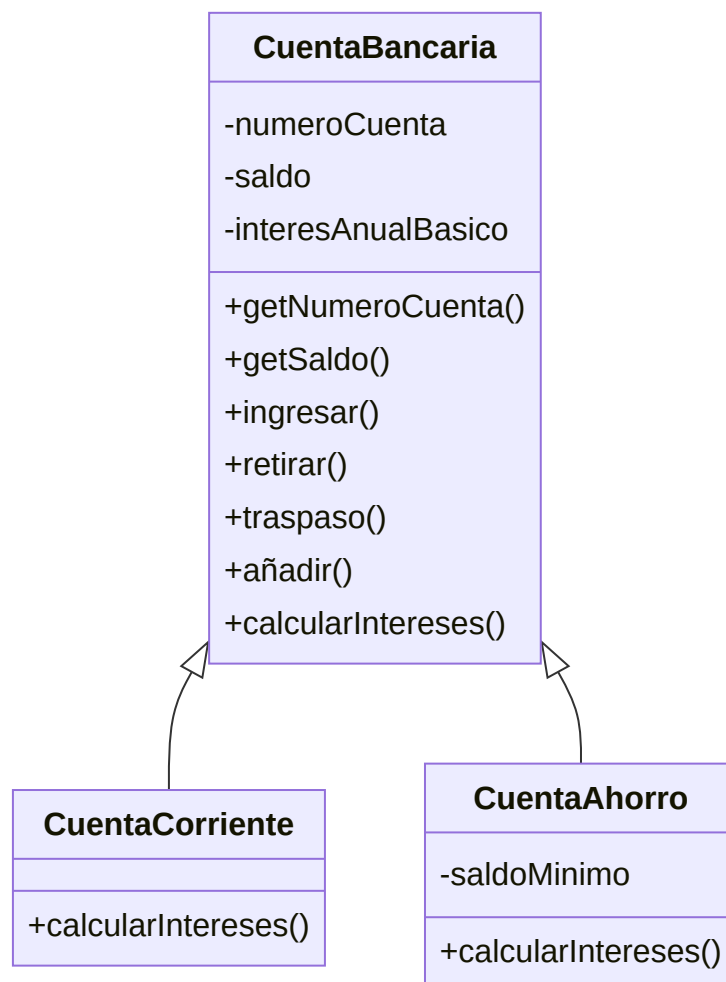 CuentaBancaria
-numeroCuenta
-saldo
-interesAnualBasico
+getNumeroCuenta()
+getSaldo()
+ingresar()
+retirar()
+traspaso()
+añadir()
+calcularIntereses()
CuentaCorriente
+calcularIntereses()
CuentaAhorro
-saldoMinimo
+calcularIntereses()